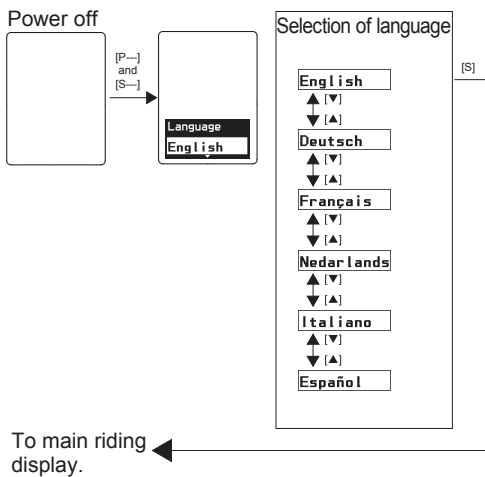 Power off
[P---]
and
[S---]
Language
English
Selection of language
[S]
English
[▼]
[▲]
Deutsch
[▼]
[▲]
Français
[▼]
[▲]
Nedarlands
[▼]
[▲]
Italiano
[▼]
[▲]
Español
To main riding
display.